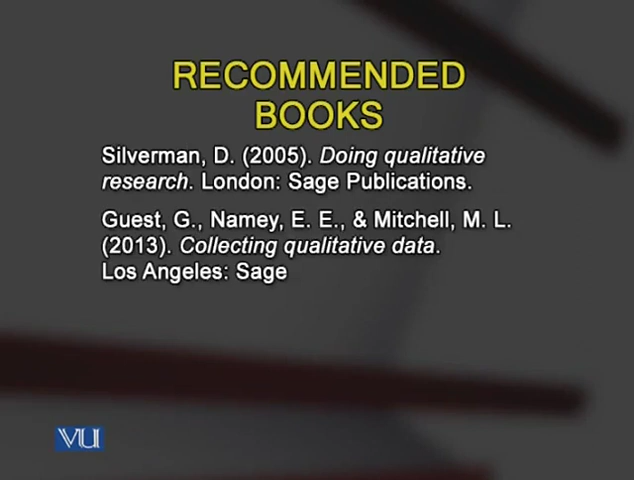 RECOMMENDED
BOOKS
Silverman, D. (2005). Doing qualitative
research. London: Sage Publications.
Guest, G., Namey, E. E., & Mitchell, M. L.
(2013). Collecting qualitative data.
Los Angeles: Sage
VU